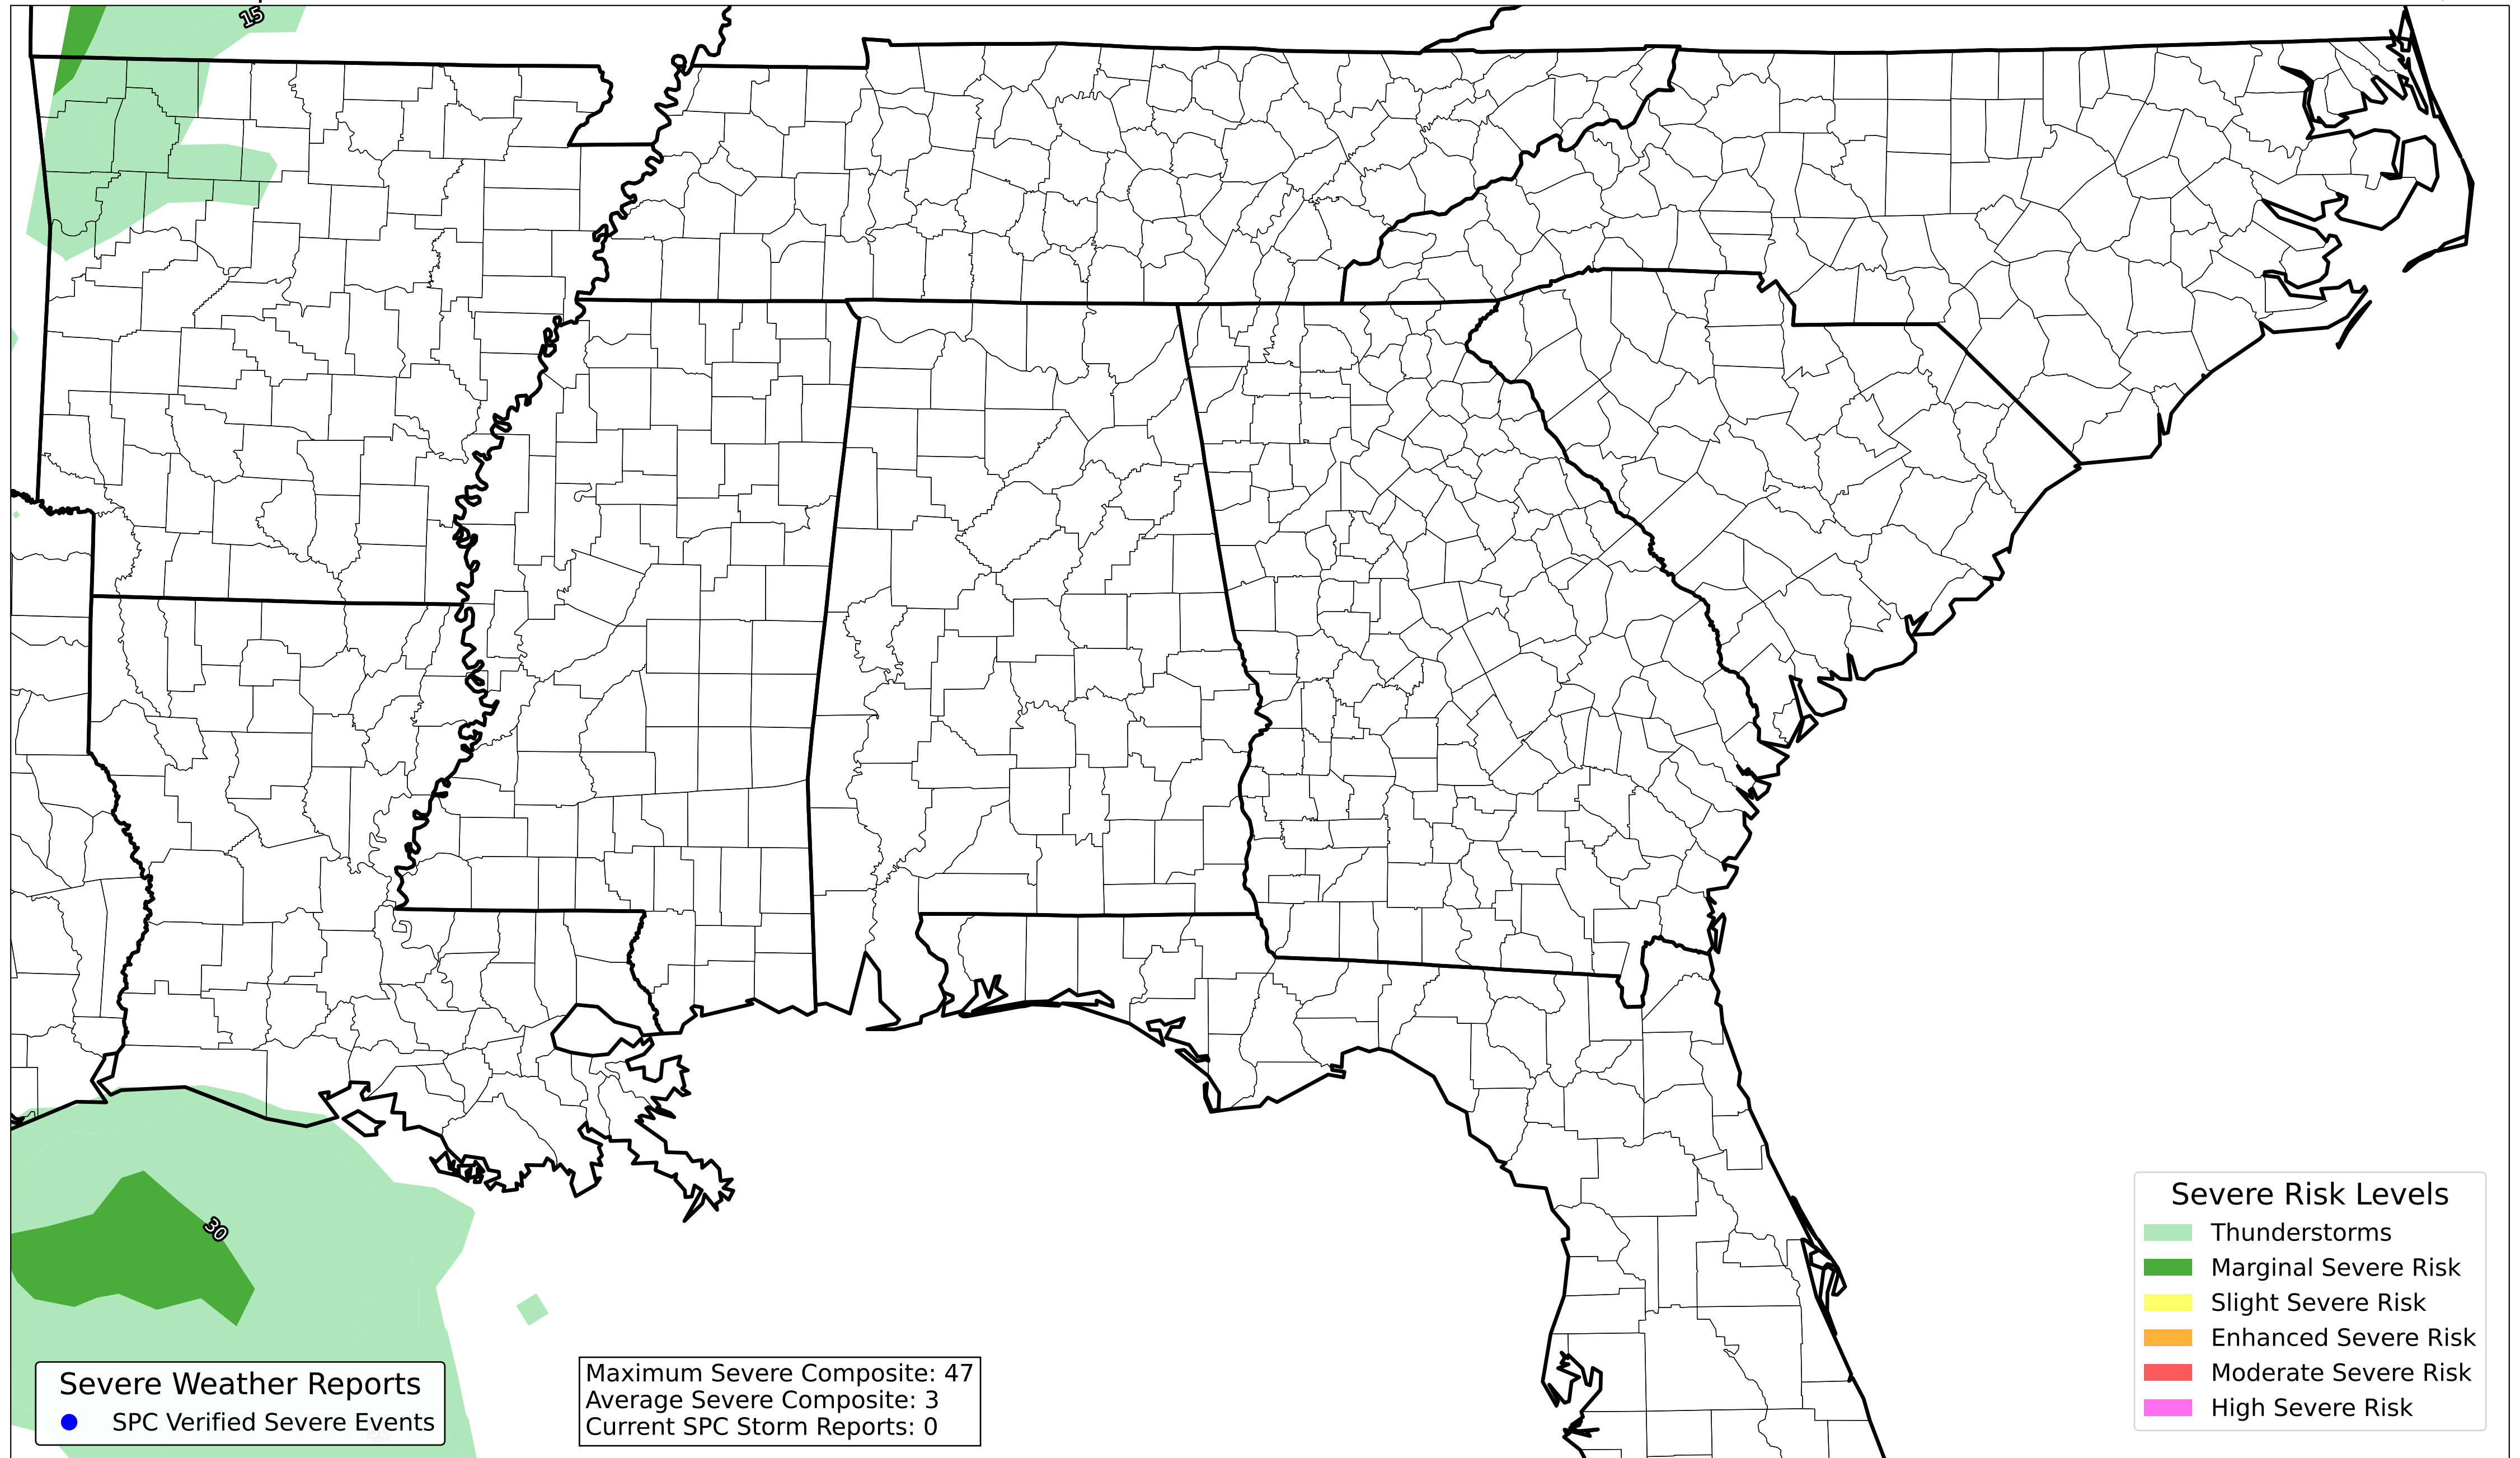 15
30
Severe Weather Reports
SPC Verified Severe Events
Maximum Severe Composite: 47
Average Severe Composite: 3
Current SPC Storm Reports: 0
Severe Risk Levels
Thunderstorms
Marginal Severe Risk
Slight Severe Risk
Enhanced Severe Risk
Moderate Severe Risk
High Severe Risk